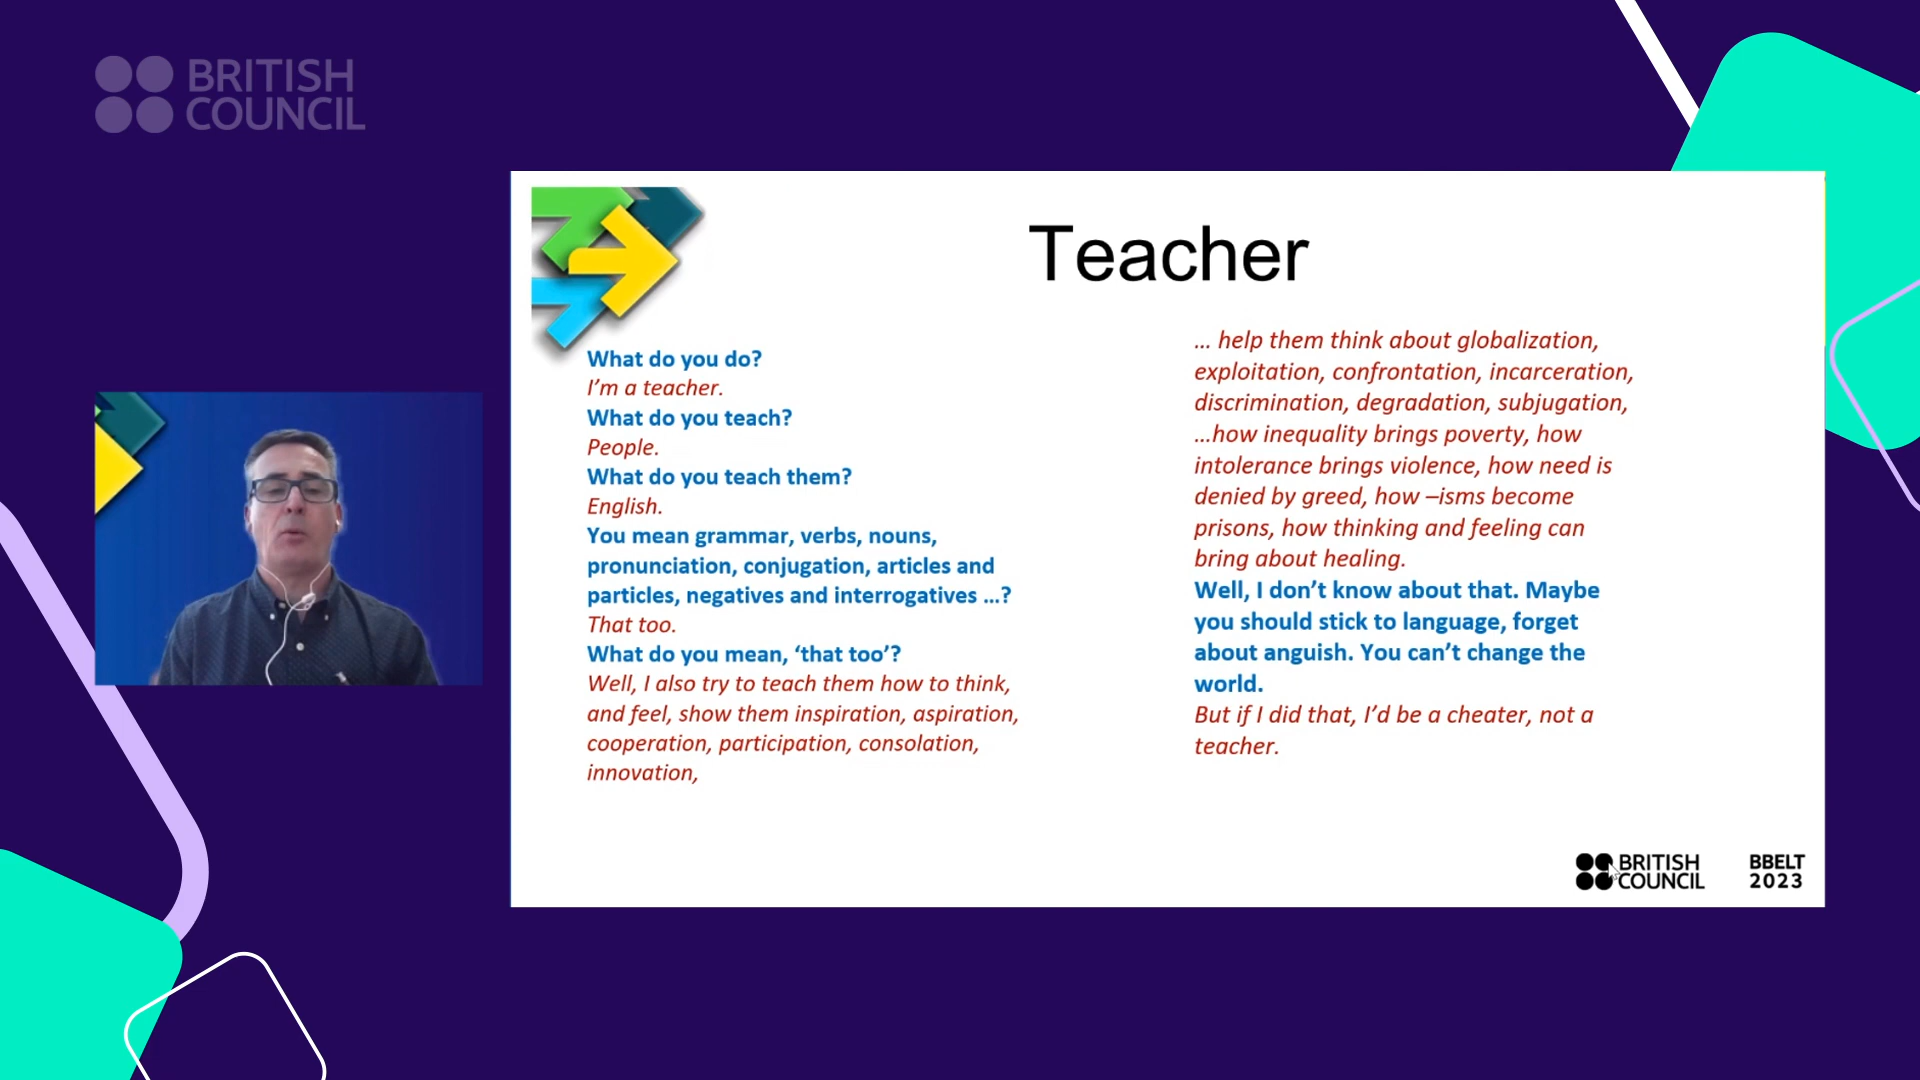 BRITISH
COUNCIL
Teacher
What do you do?
I’m a teacher.
What do you teach?
People.
What do you teach them?
English.
You mean grammar, verbs, nouns,
pronunciation, conjugation, articles and
particles, negatives and interrogatives ...?
That too.
What do you mean, ‘that too’?
Well, I also try to teach them how to think,
and feel, show them inspiration, aspiration,
cooperation, participation, consolation,
innovation,
... help them think about globalization,
exploitation, confrontation, incarceration,
discrimination, degradation, subjugation,
...how inequality brings poverty, how
intolerance brings violence, how need is
denied by greed, how –isms become
prisons, how thinking and feeling can
bring about healing.
Well, I don’t know about that. Maybe
you should stick to language, forget
about anguish. You can’t change the
world.
But if I did that, I’d be a cheater, not a
teacher.
BRITISH
COUNCIL
BBELT
2023